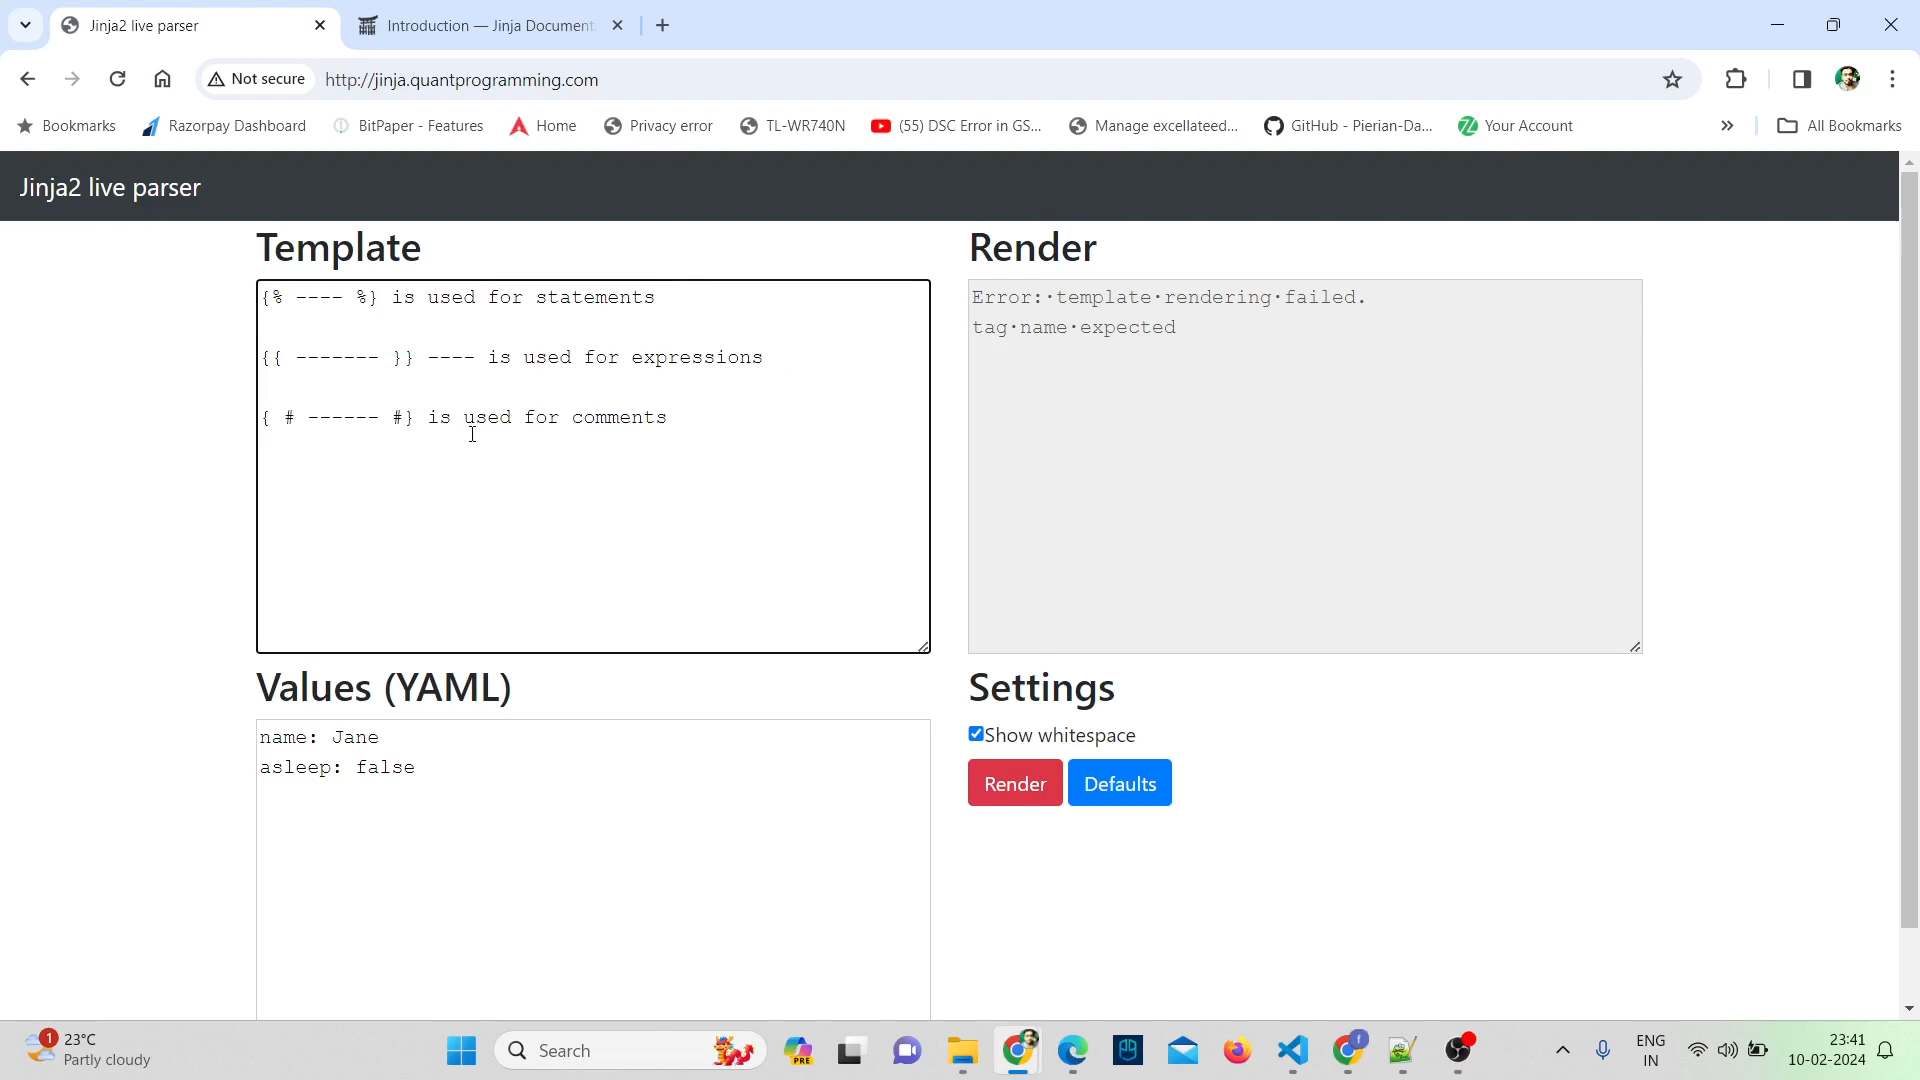 Jinja2 live parser
Introduction — Jinja Document
Not secure
http://jinja.quantprogramming.com
Bookmarks
Razorpay Dashboard
BitPaper - Features
Home
Privacy error
TL-WR740N
(55) DSC Error in GS...
Manage excellateed...
GitHub - Pierian-Da...
Your Account
All Bookmarks
Jinja2 live parser
Template
{% ---- %} is used for statements
{{ ------- }} ---- is used for expressions
{ # ------ #} is used for comments
Render
Error:·template·rendering·failed.
tag·name·expected
Values (YAML)
name: Jane
asleep: false
Settings
Show whitespace
Render
Defaults
1
23°C
Partly cloudy
Search
PRE
f
ENG
IN
23:41
10-02-2024